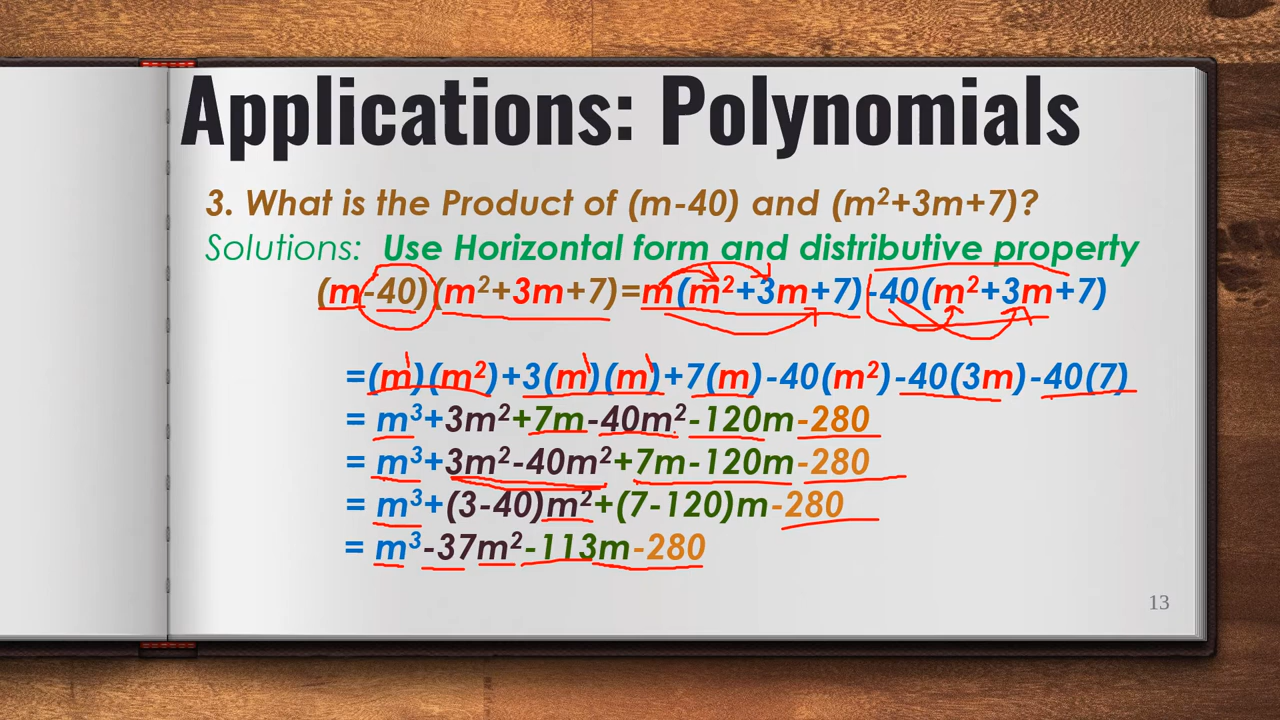 Applications: Polynomials
3. What is the Product of (m-40) and (m²+3m+7)?
Solutions: Use Horizontal form and distributive property
(m-40)(m²+3m+7)=m(m²+3m+7)-40(m²+3m+7)
=(m)(m²)+3(m)(m)+7(m)-40(m²)-40(3m)-40(7)
= m³+3m²+7m-40m²-120m-280
= m³+3m²-40m²+7m-120m-280
= m³+(3-40)m²+(7-120)m-280
= m³-37m²-113m-280
13